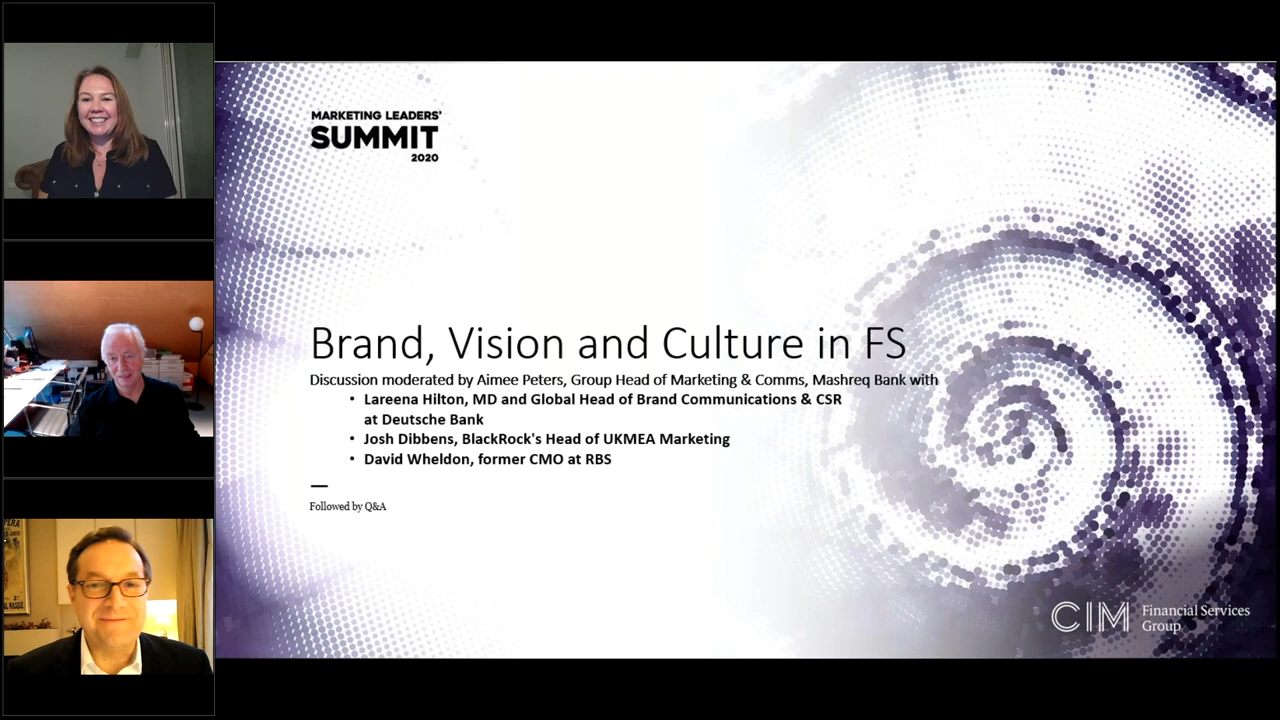 MARKETING LEADERS'
SUMMIT
2020
Brand, Vision and Culture in FS
Discussion moderated by Aimee Peters, Group Head of Marketing & Comms, Mashreq Bank with
• Lareena Hilton, MD and Global Head of Brand Communications & CSR
at Deutsche Bank
• Josh Dibbens, BlackRock's Head of UKMEA Marketing
• David Wheldon, former CMO at RBS
Followed by Q&A
CIM Financial Services
Group